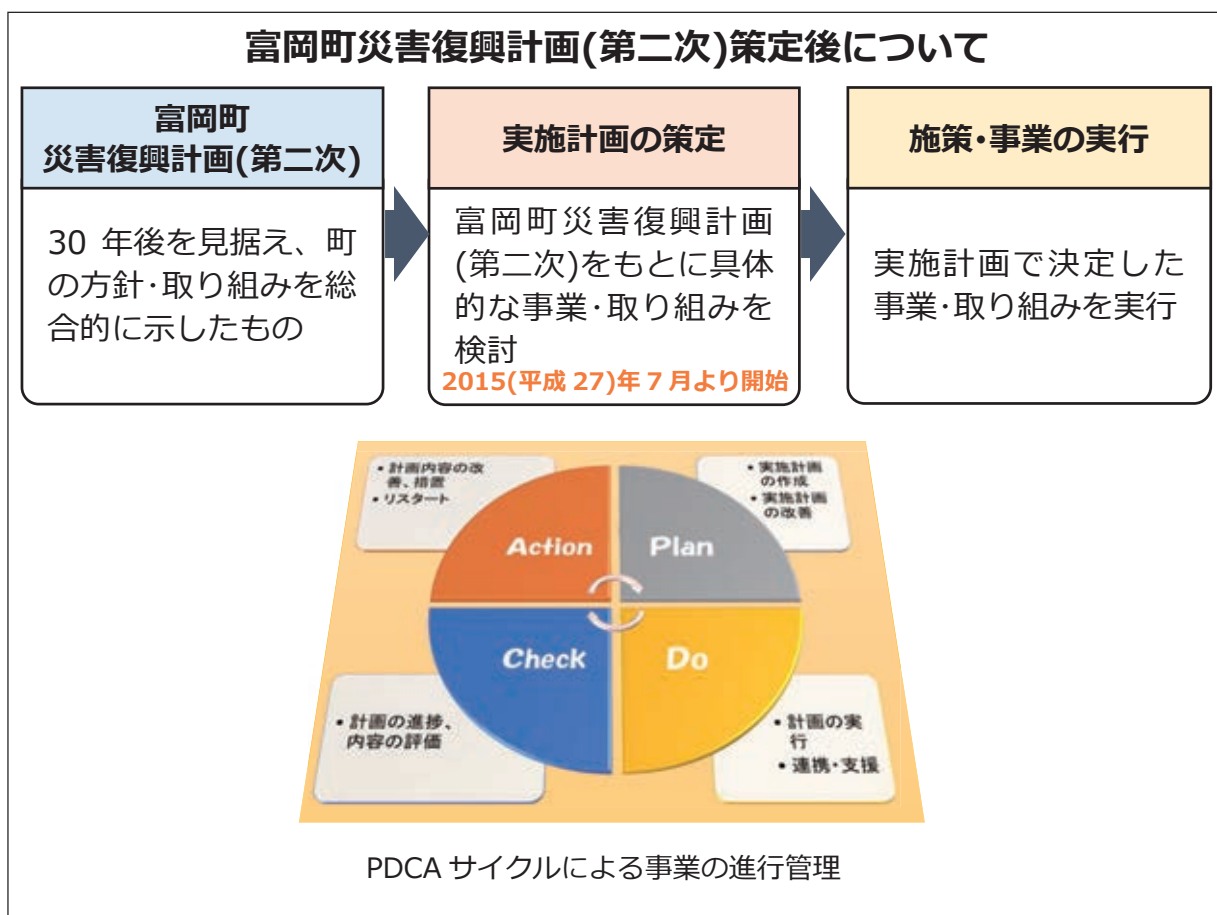 富岡町災害復興計画(第二次)策定後について
富岡町
災害復興計画(第二次)
30 年後を見据え、町
の方針・取り組みを総
合的に示したもの
実施計画の策定
富岡町災害復興計画
(第二次)をもとに具体
的な事業・取り組みを
検討
2015(平成 27)年 7 月より開始
施策・事業の実行
実施計画で決定した
事業・取り組みを実行
• 計画内容の改
善、措置
• リスタート
Action
Plan
• 実施計画
の作成
• 実施計画
の改善
Check
Do
• 計画の進捗、
内容の評価
• 計画の実
行
• 連携・支援
PDCA サイクルによる事業の進行管理